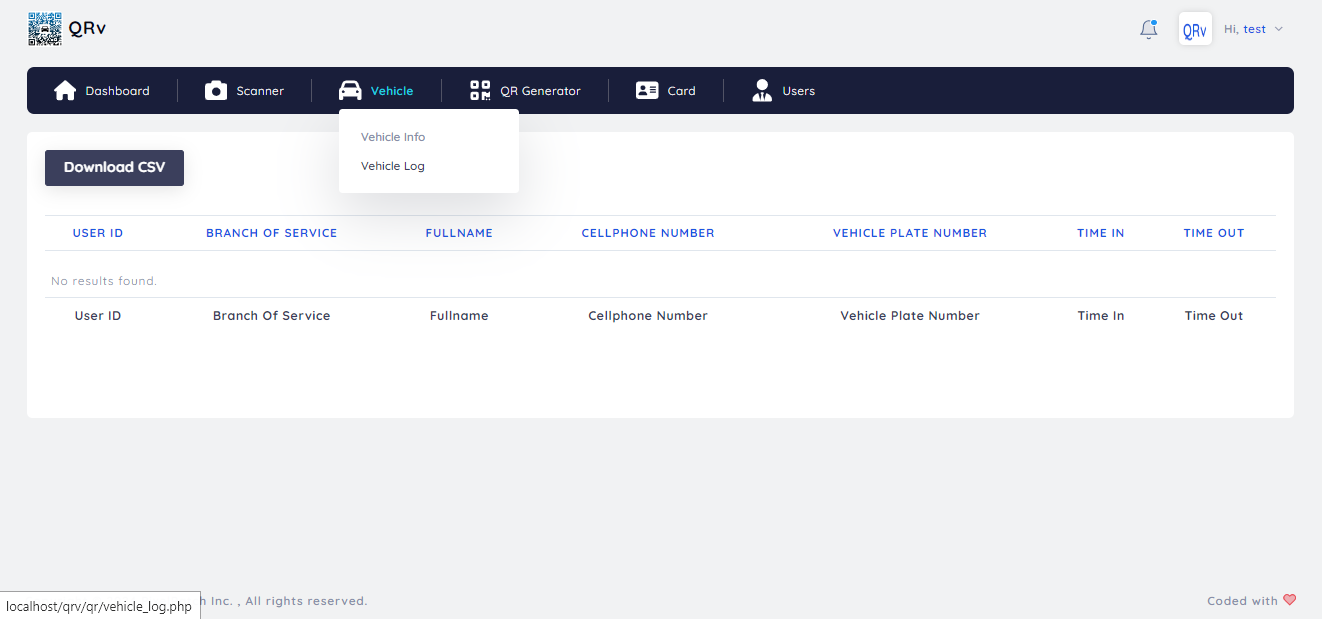 QRv
QRv
Hi, test
Dashboard
Scanner
Vehicle
QR Generator
Card
Users
Vehicle Info
Vehicle Log
Download CSV
USER ID BRANCH OF SERVICE FULLNAME CELLPHONE NUMBER VEHICLE PLATE NUMBER TIME IN TIME OUT
No results found.
User ID Branch Of Service Fullname Cellphone Number Vehicle Plate Number Time In Time Out
localhost/qrv/qr/vehicle_log.php
h Inc. , All rights reserved.
Coded with